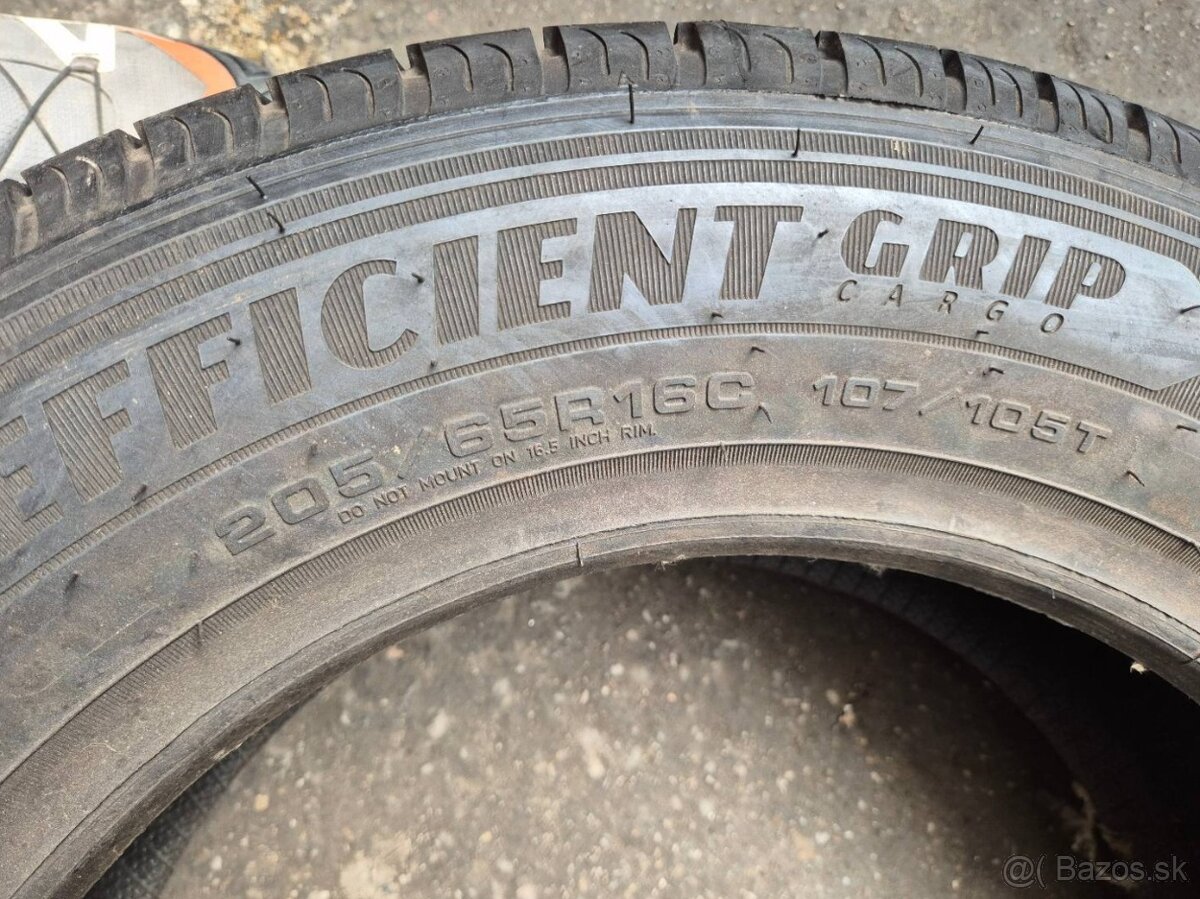 EFFICIENT GRIP
CARGO
205/65R16C 107/105T
DO NOT MOUNT ON 16.5 INCH RIM.
@( Bazos.sk